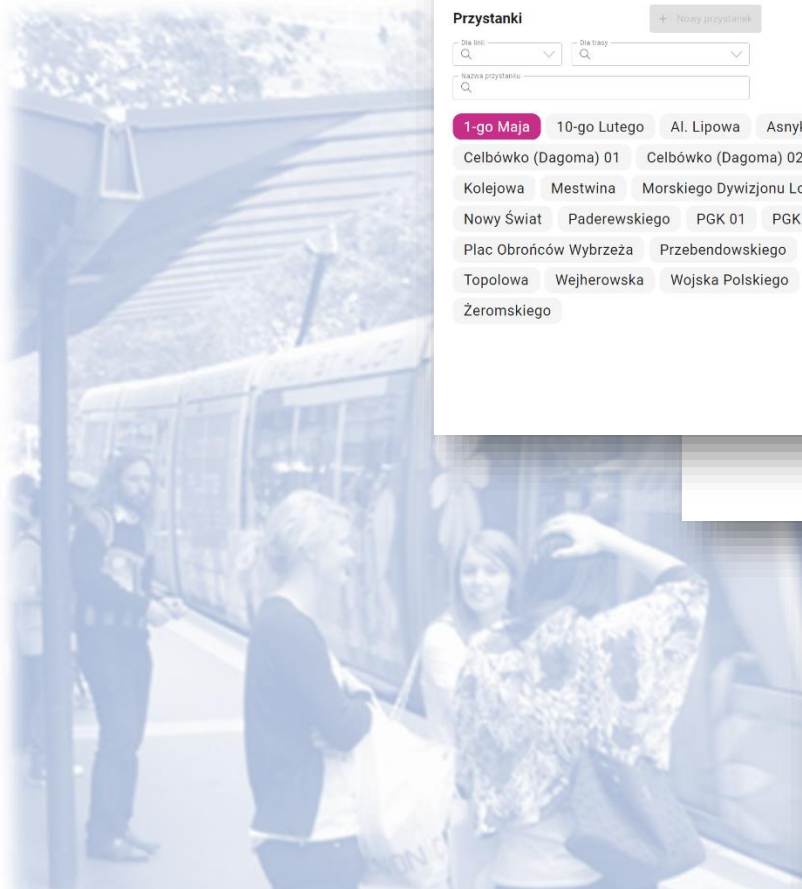 Przystanki
+ Nowy przystanek
Dla linii
Dla trasy
Nazwa przystanku
1-go Maja 10-go Lutego Al. Lipowa
Celbówko (Dagoma) 01 Celbówko (Dagoma) 02
Kolejowa Mestwina Morskiego Dywizjonu
Nowy Świat Paderewskiego PGK 01 PGK
Plac Obrońców Wybrzeża Przebendowskiego
Topolowa Wejherowska Wojska Polskiego
Żeromskiego